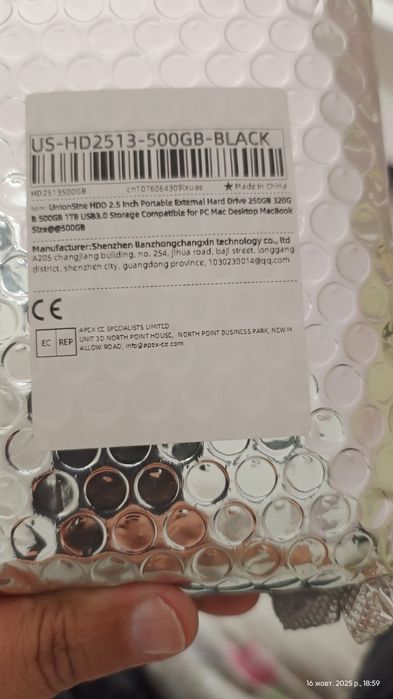 US-HD2513-500GB-BLACK
HD2513500GB cn1076064309ixuae ★ Made in China
UnionSine HDD 2.5 Inch Portable External Hard Drive 250GB 320G
B 500GB 1TB USB3.0 Storage Compatible for PC Mac Desktop MacBook
Size@@500GB
Manufacturer:Shenzhen lianzhongchangxin technology co., ltd
A205 changjiang building, no. 254, jihua road, baji street, longgang
district, shenzhen city, guangdong province, 1030230014@qq.com
CE
EC REP
APEX CE SPECIALISTS LIMITED
UNIT 3D NORTH POINT HOUSE, NORTH POINT BUSINESS PARK, NEW M
ALLOW ROAD, info@apex-ce.com
16 жовт. 2025 р., 18:59